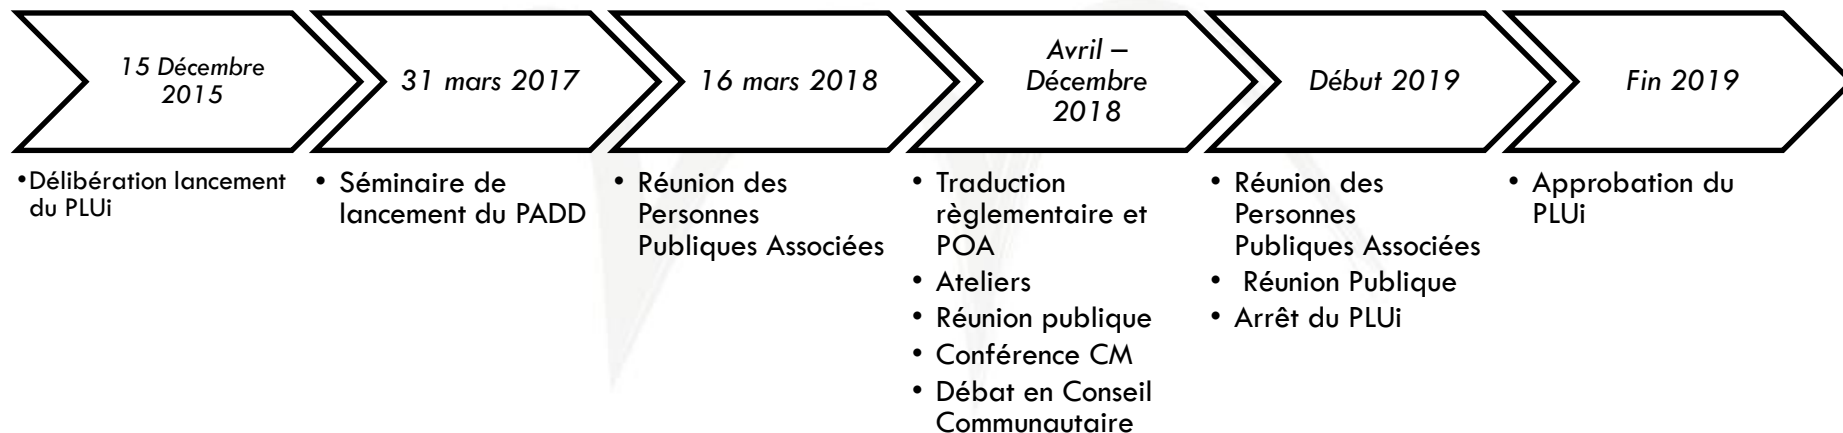 15 Décembre
2015
31 mars 2017
16 mars 2018
Avril –
Décembre
2018
Début 2019
Fin 2019
•Délibération lancement
du PLUi
• Séminaire de
lancement du PADD
• Réunion des
Personnes
Publiques Associées
• Traduction
règlementaire et
POA
• Ateliers
• Réunion publique
• Conférence CM
• Débat en Conseil
Communautaire
• Réunion des
Personnes
Publiques Associées
• Réunion Publique
• Arrêt du PLUi
• Approbation du
PLUi